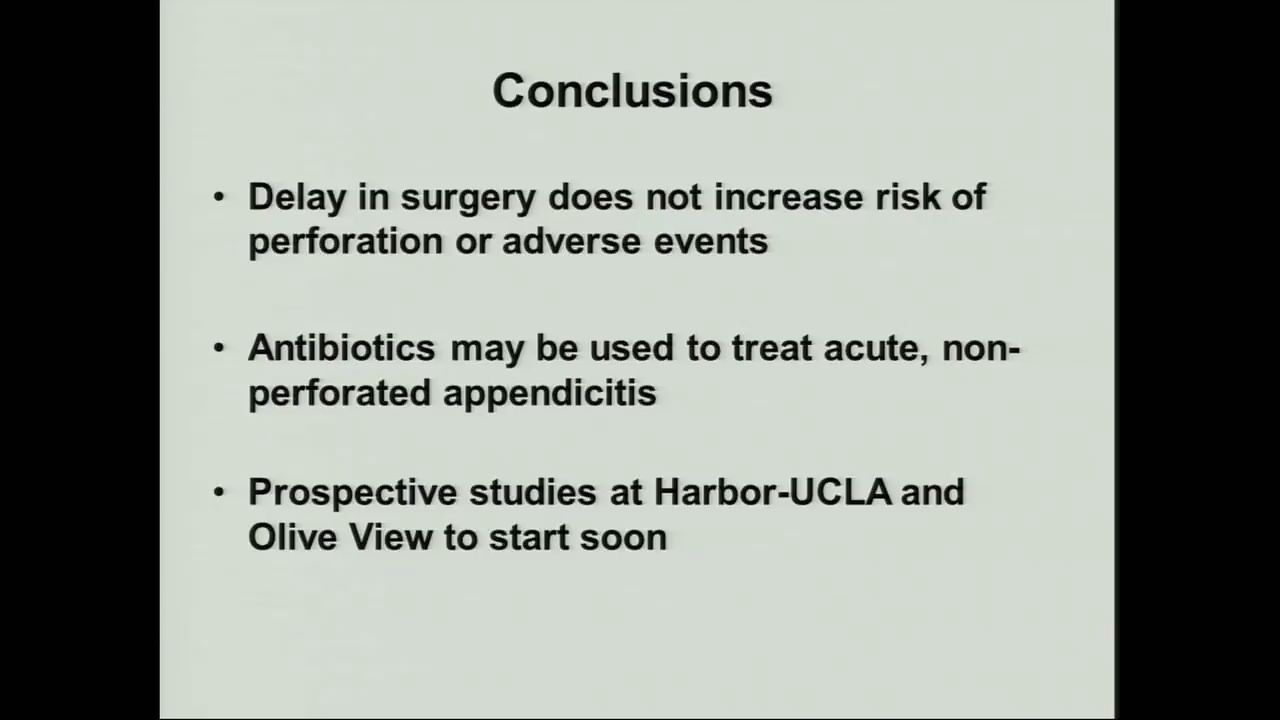 Conclusions
• Delay in surgery does not increase risk of
perforation or adverse events
• Antibiotics may be used to treat acute, non-
perforated appendicitis
• Prospective studies at Harbor-UCLA and
Olive View to start soon